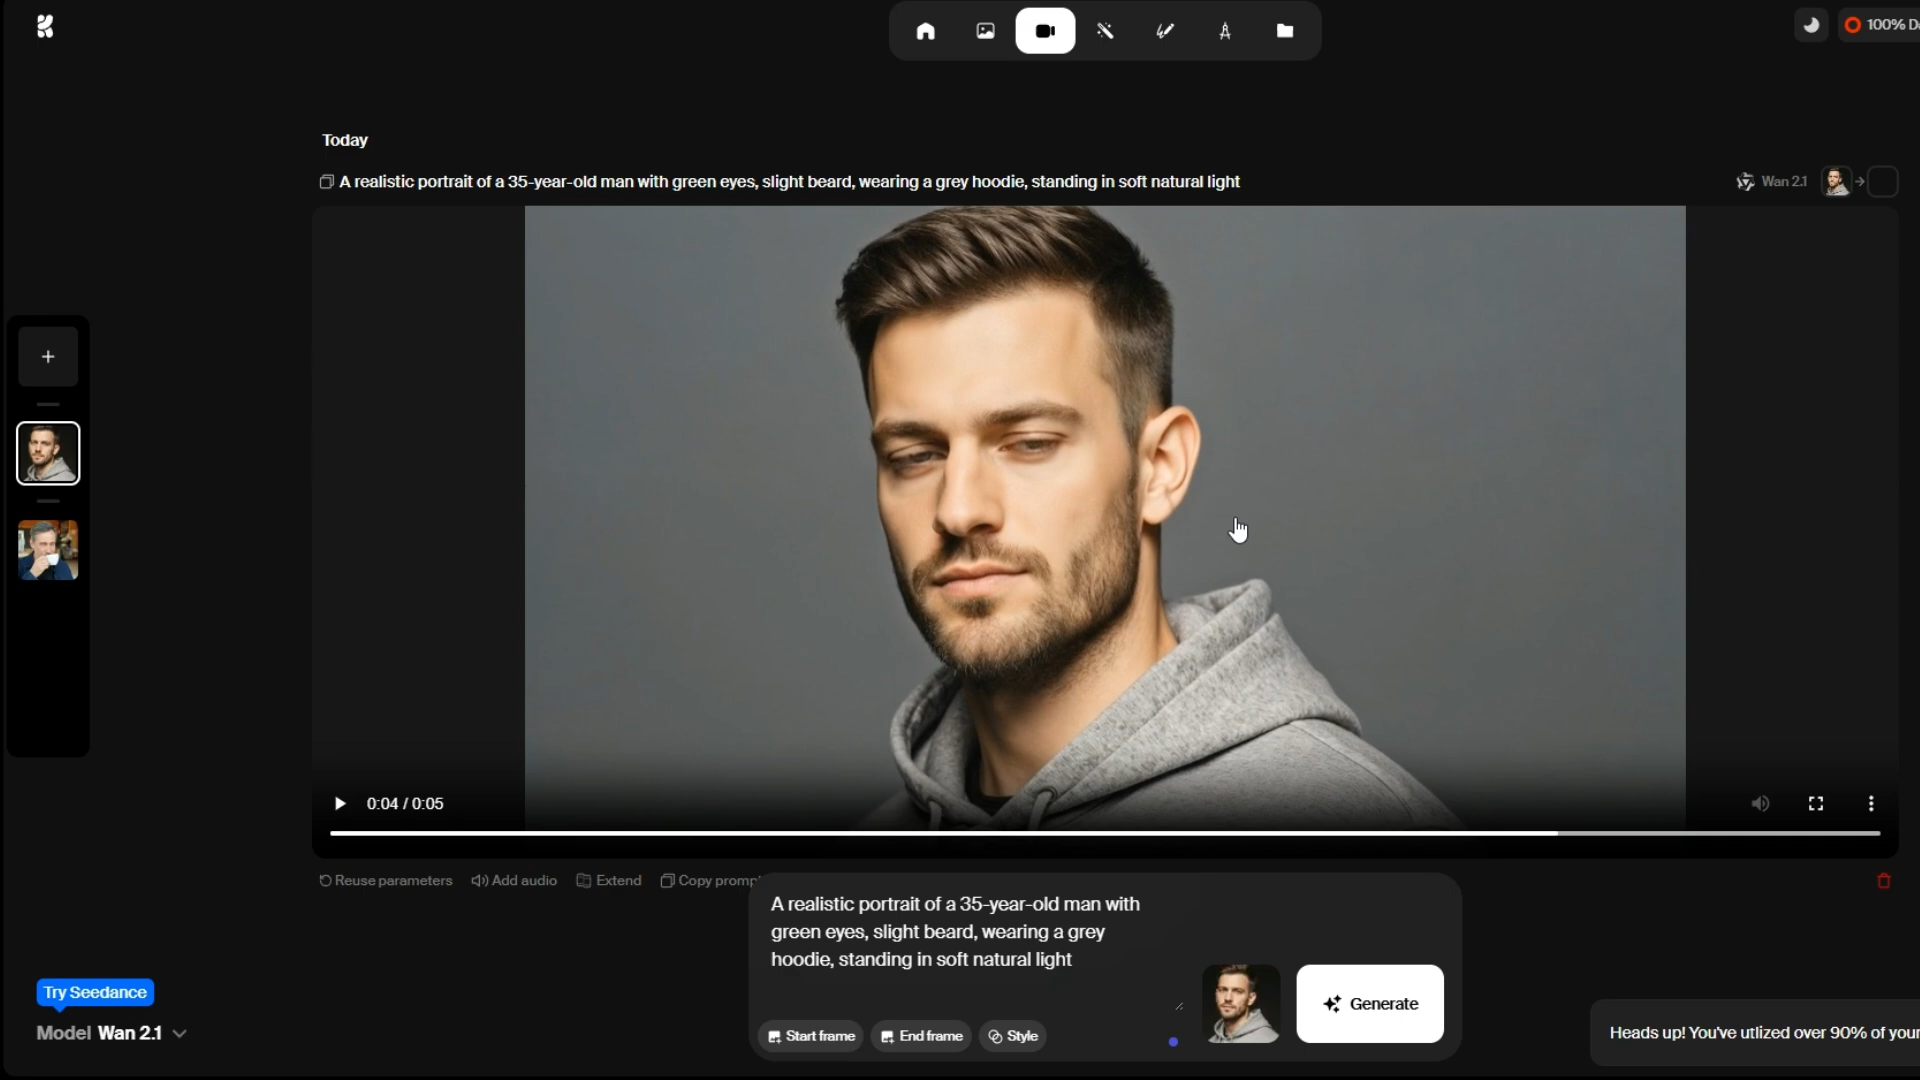 100%
Today
A realistic portrait of a 35-year-old man with green eyes, slight beard, wearing a grey hoodie, standing in soft natural light
Wan 2.1
0:04 / 0:05
Reuse parameters Add audio Extend Copy prompt
A realistic portrait of a 35-year-old man with
green eyes, slight beard, wearing a grey
hoodie, standing in soft natural light
Generate
Start frame End frame Style
Try Seedance
Model Wan 2.1
Heads up! You've utlized over 90% of your